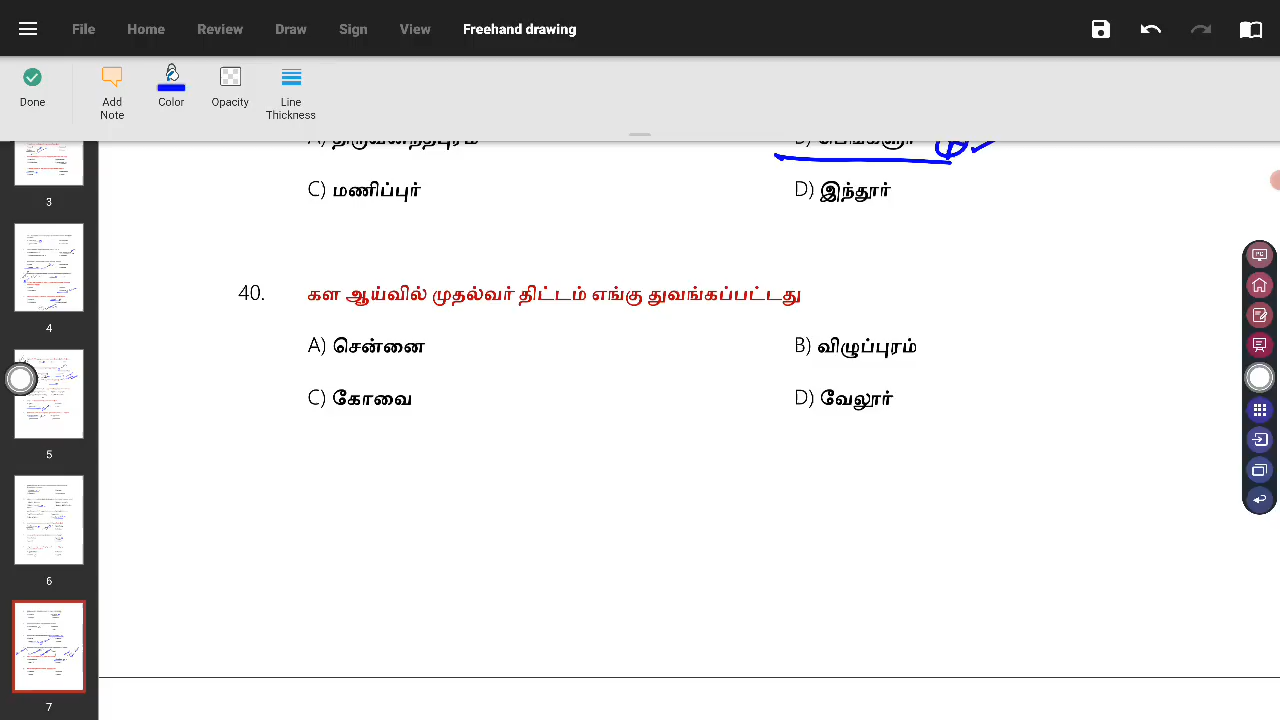 File Home Review Draw Sign View Freehand drawing
Done Add Note Color Opacity Line Thickness
C) மணிப்பூர் D) இந்தூர்
40. கள ஆய்வில் முதல்வர் திட்டம் எங்கு துவங்கப்பட்டது
A) சென்னை B) விழுப்புரம்
C) கோவை D) வேலூர்
3
4
5
6
7